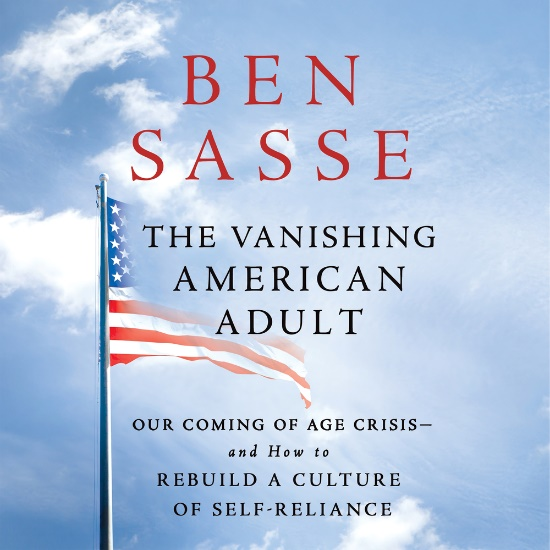 BEN
SASSE
THE VANISHING
AMERICAN
ADULT
OUR COMING OF AGE CRISIS—
and How to
REBUILD A CULTURE
OF SELF-RELIANCE